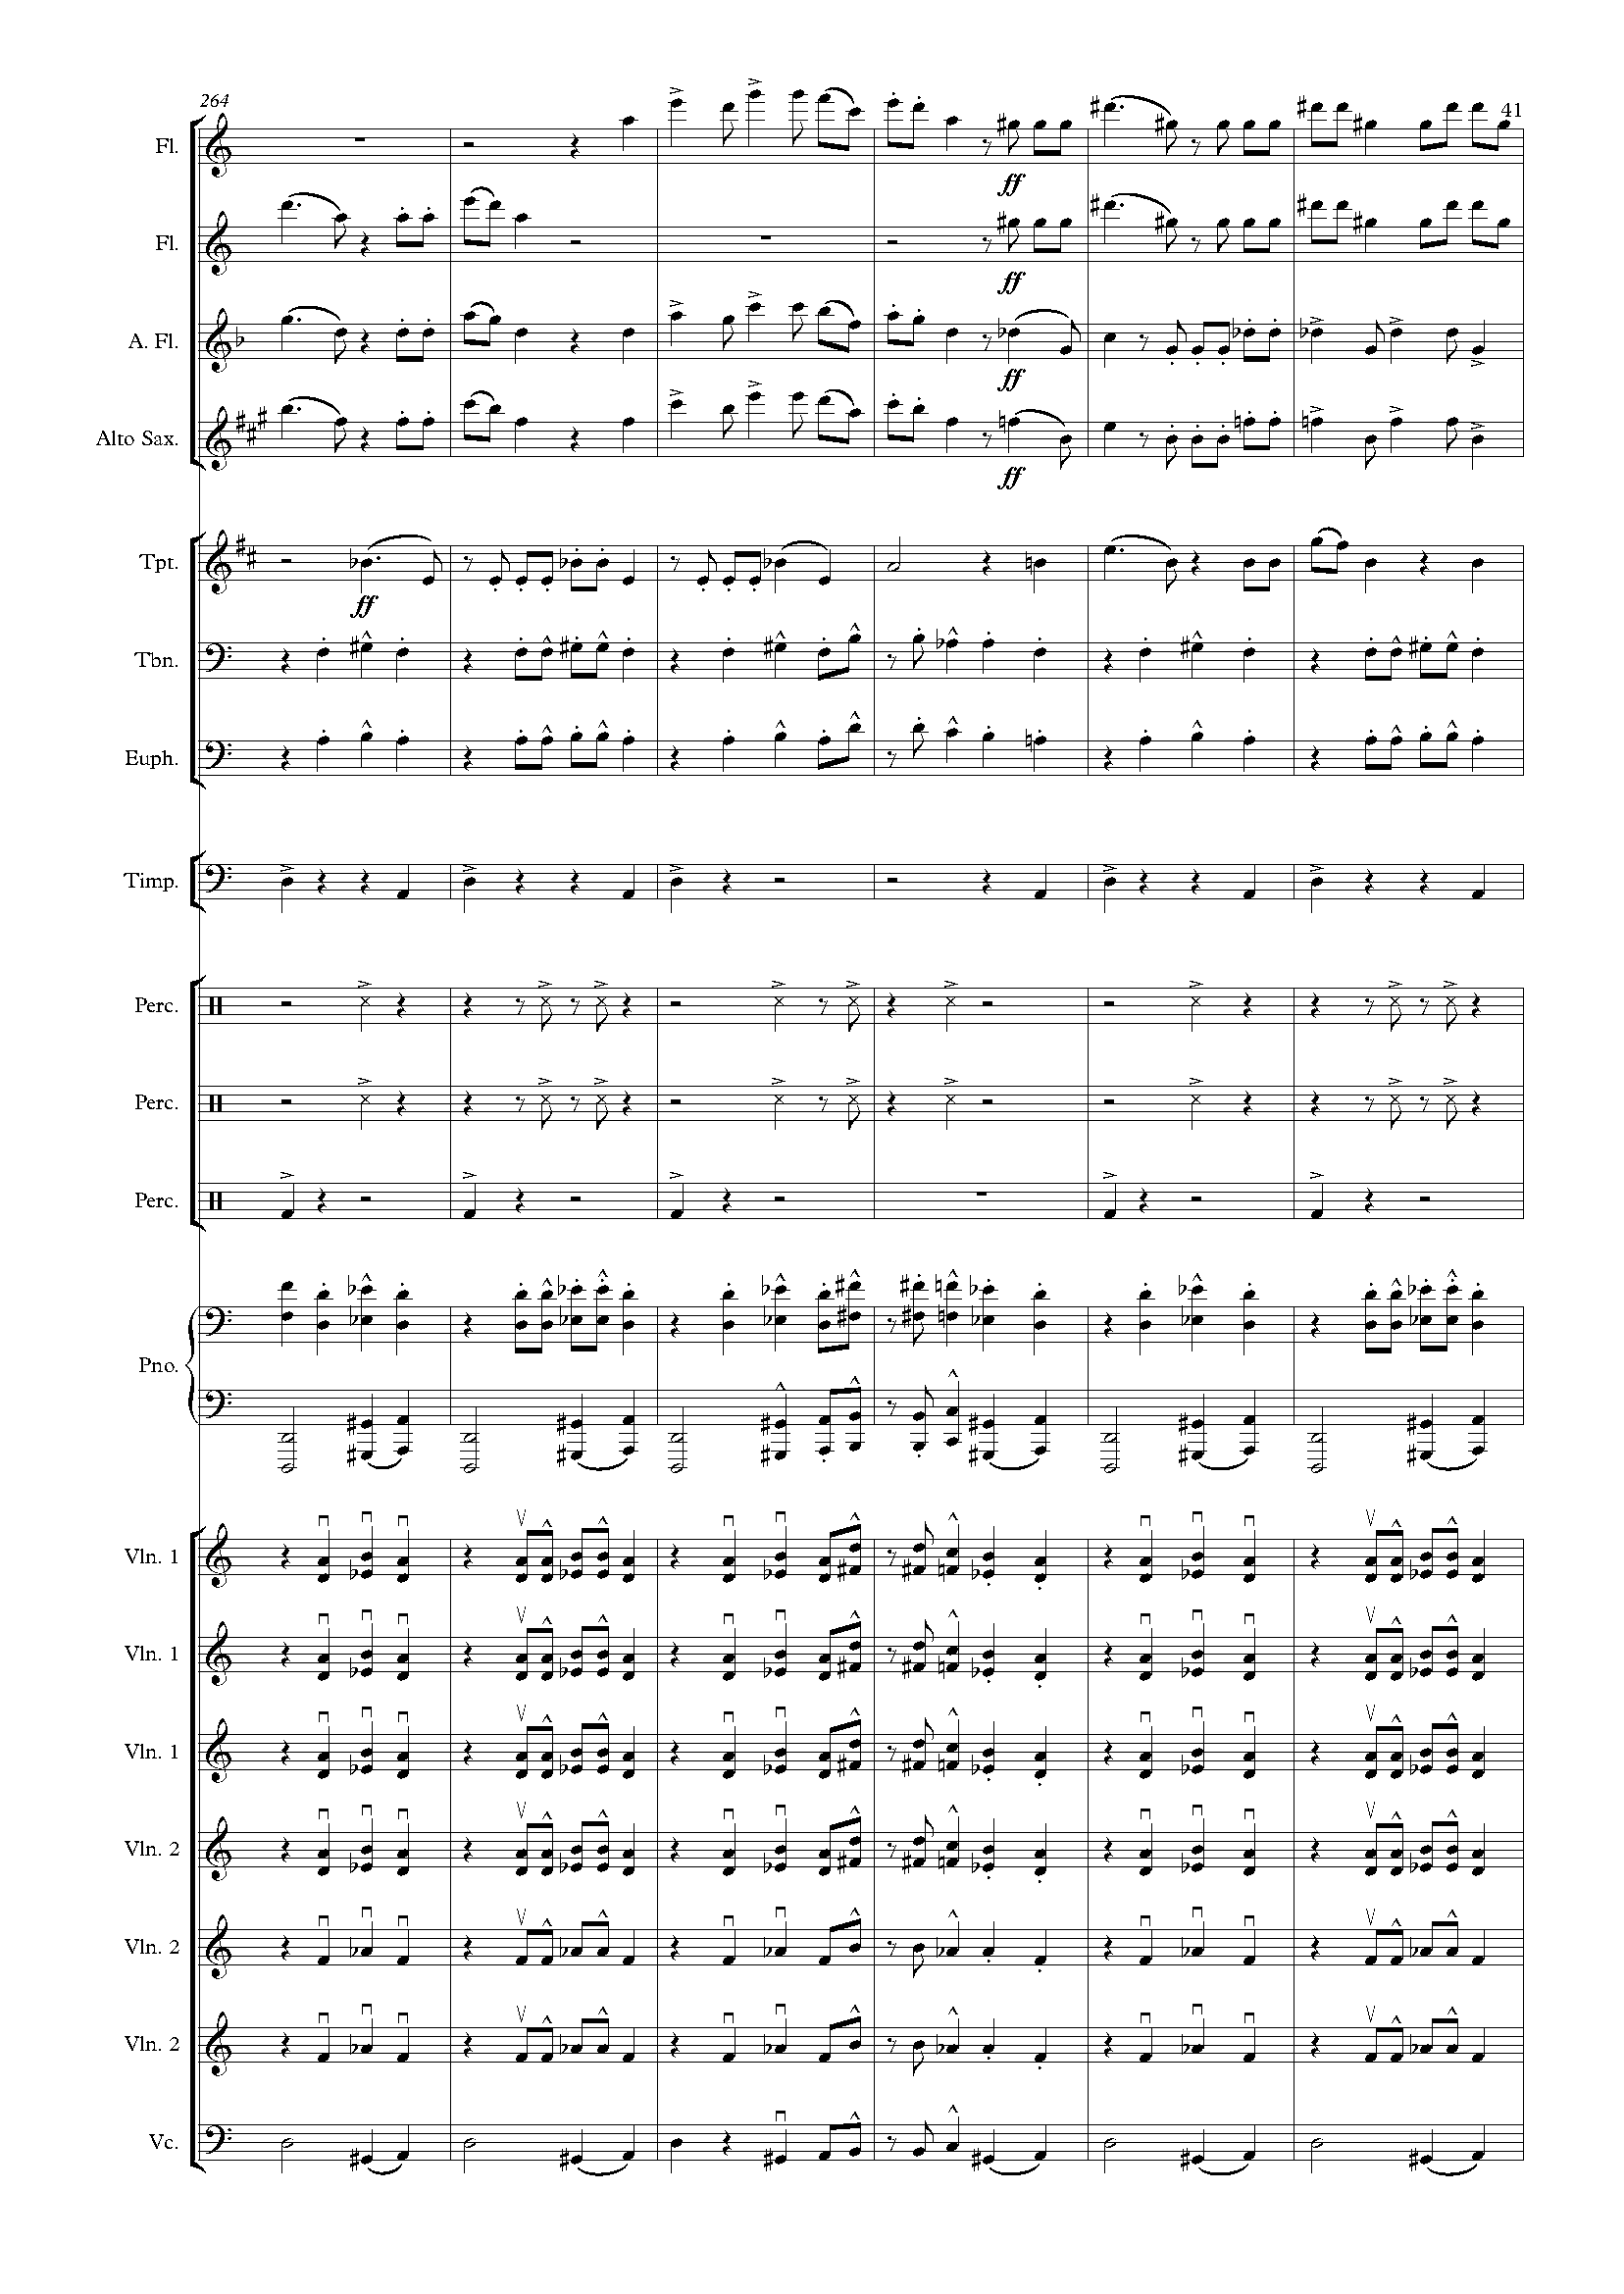 264
41
Fl.
ff
Fl.
ff
A. Fl.
ff
Alto Sax.
ff
Tpt.
ff
Tbn.
Euph.
Timp.
Perc.
Perc.
Perc.
Pno.
Vln. 1
Vln. 1
Vln. 1
Vln. 2
Vln. 2
Vln. 2
Vc.